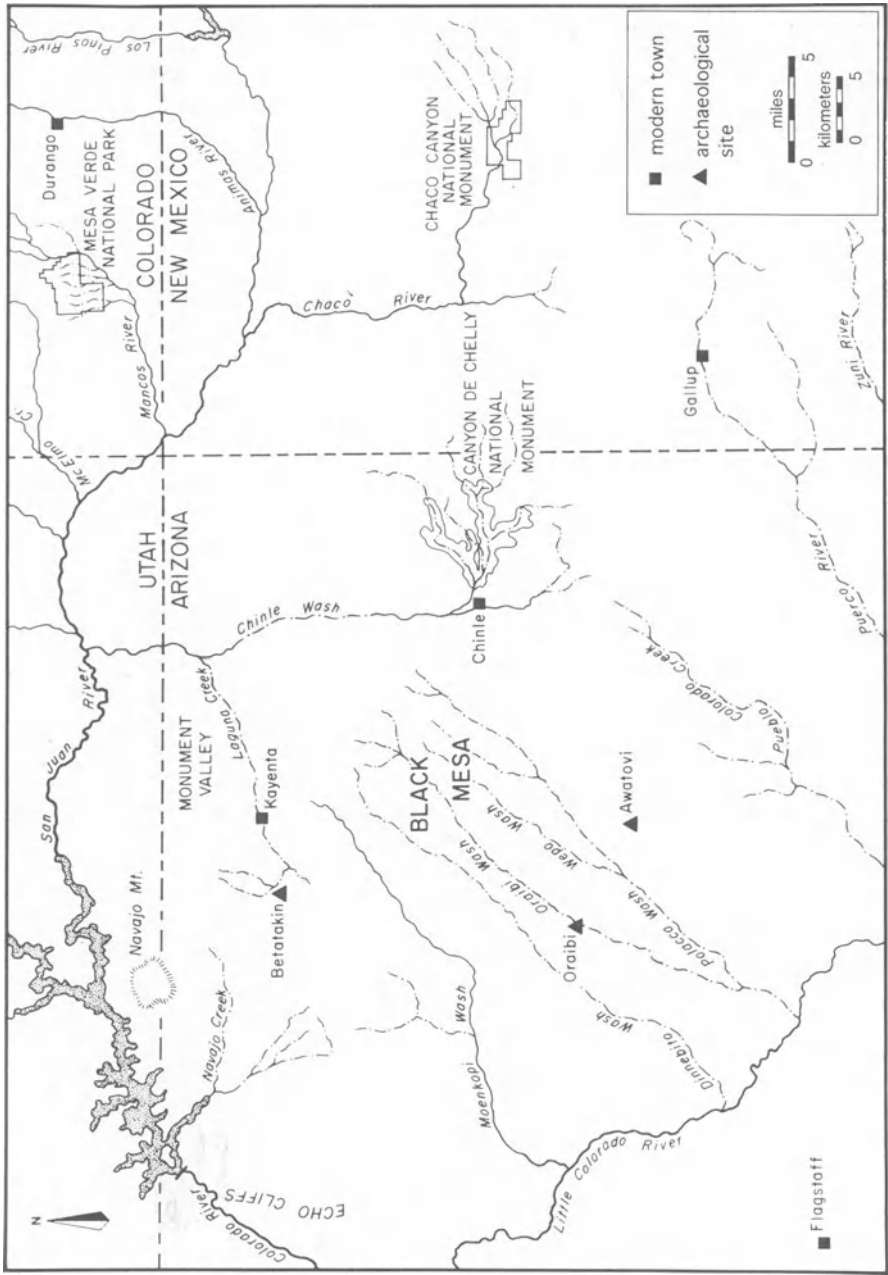 N
Colorado River
ECHO CLIFFS
Navajo Creek
Navajo Mt.
San Juan River
MONUMENT
VALLEY
Laguna Creek
Kayenta
Betatakin
UTAH
ARIZONA
Chinle Wash
Mc Elmo Cr.
Mancos River
MESA VERDE
NATIONAL PARK
Durango
COLORADO
NEW MEXICO
Animas River
Los Pinos River
Chaco River
CHACO CANYON
NATIONAL
MONUMENT
CANYON DE CHELLY
NATIONAL
MONUMENT
Chinle
BLACK
MESA
Moenkopi Wash
Dinnebito Wash
Oraibi Wash
Wepo Wash
Polacco Wash
Oraibi
Awatovi
Little Colorado River
Flagstaff
Pueblo Colorado Creek
Puerco River
Gallup
Zuni River
modern town
archaeological
site
miles
0 5
kilometers
0 5